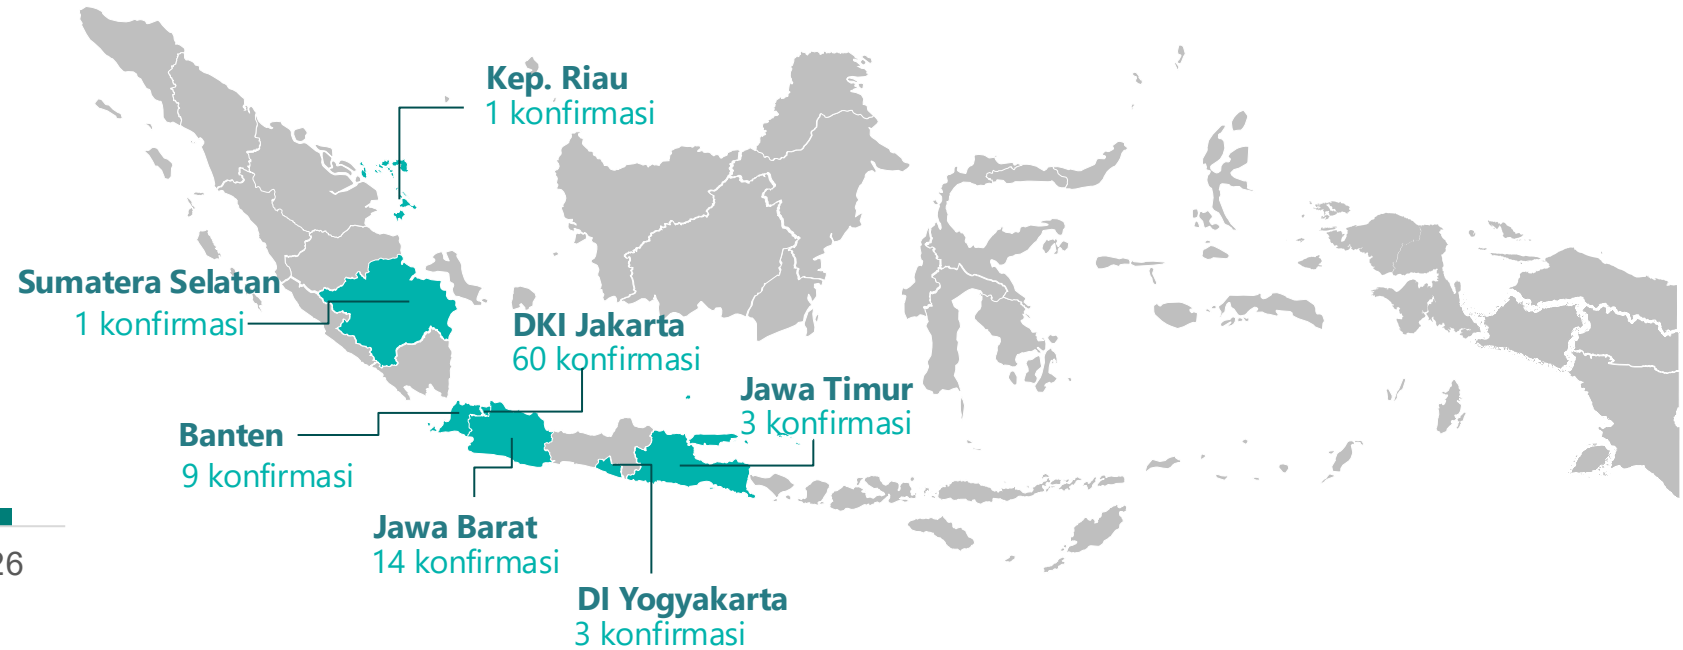 Kep. Riau
1 konfirmasi
Sumatera Selatan
1 konfirmasi
DKI Jakarta
60 konfirmasi
Jawa Timur
3 konfirmasi
Banten
9 konfirmasi
Jawa Barat
14 konfirmasi
26
DI Yogyakarta
3 konfirmasi